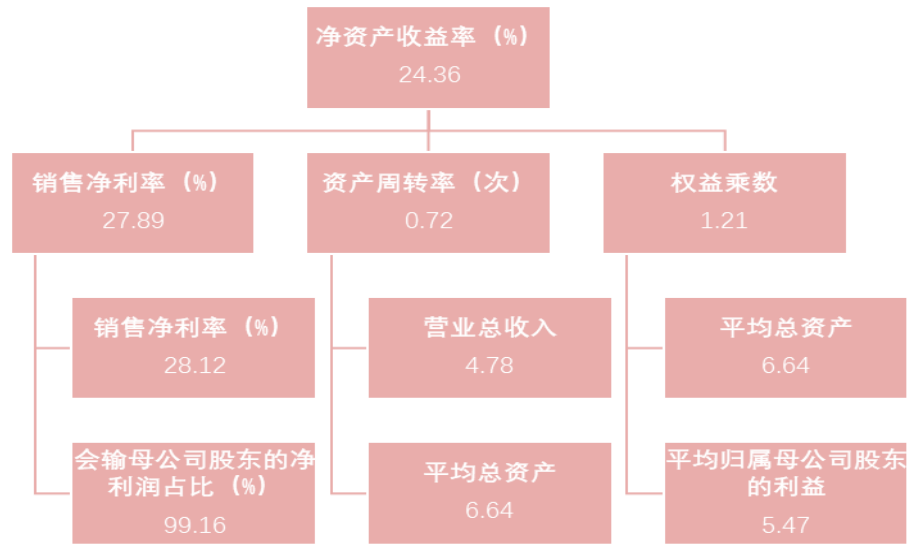 净资产收益率（%）
24.36
销售净利率（%）
27.89
资产周转率（次）
0.72
权益乘数
1.21
销售净利率（%）
28.12
营业总收入
4.78
平均总资产
6.64
会输母公司股东的净
利润占比（%）
99.16
平均总资产
6.64
平均归属母公司股东
的利益
5.47